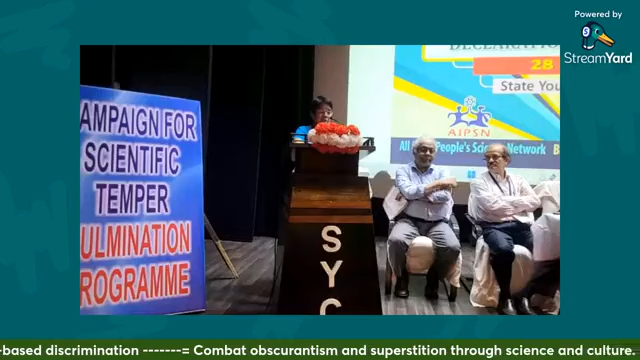 Powered by
StreamYard
DECLARATION
28
State You
AIPSN
All People's Science Network
AMPAIGN FOR
SCIENTIFIC
TEMPER
ULMINATION
ROGRAMME
SYC
-based discrimination -------= Combat obscurantism and superstition through science and culture.